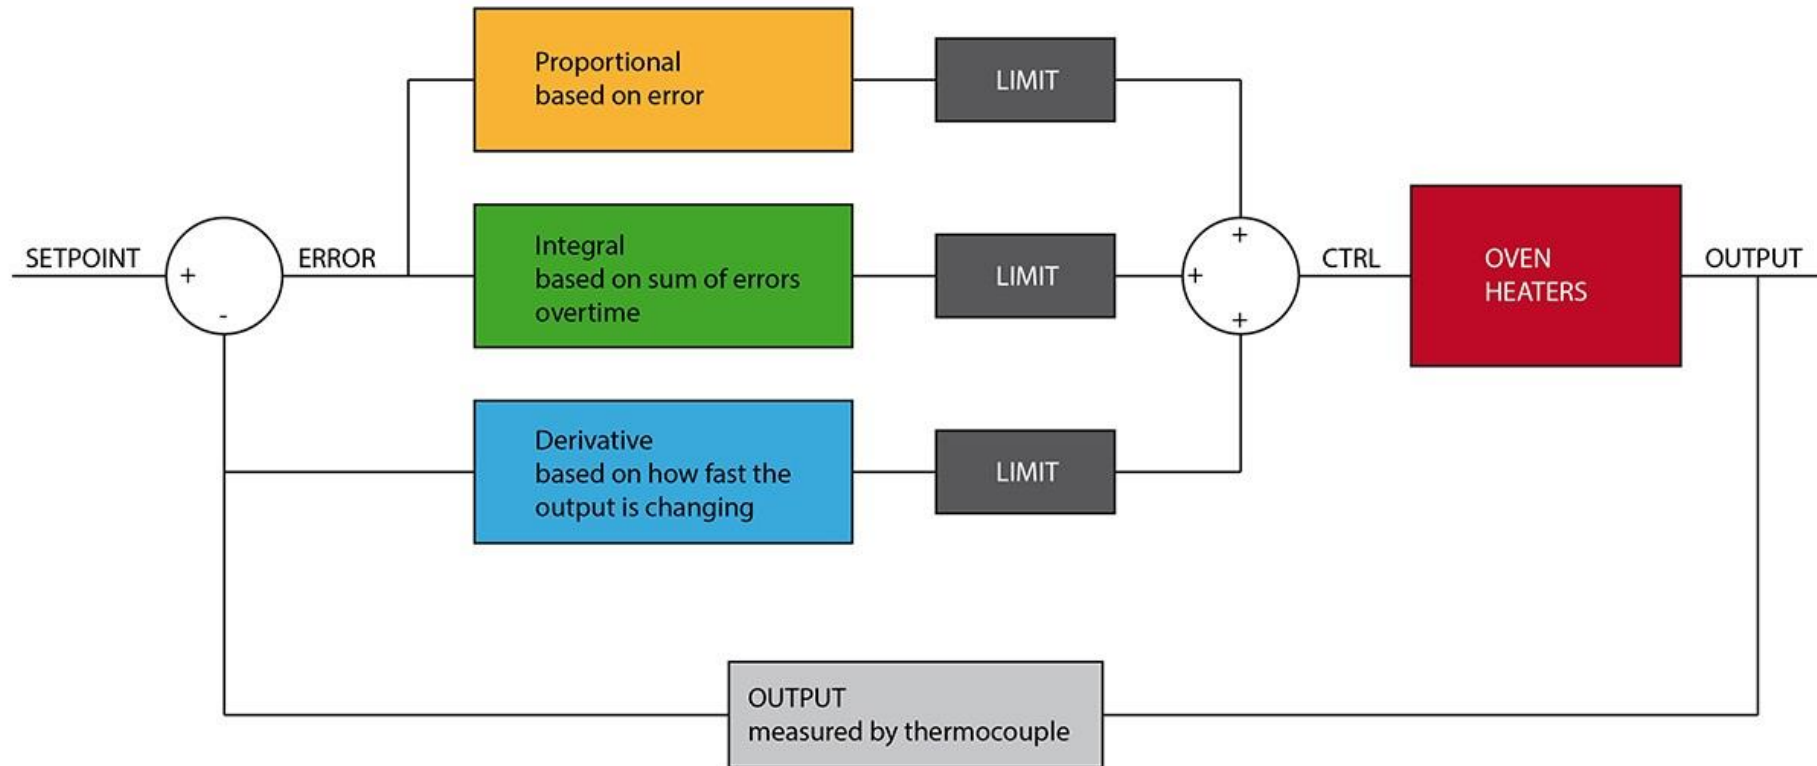 Proportional
based on error
LIMIT
SETPOINT
+
-
ERROR
Integral
based on sum of errors
overtime
LIMIT
+
+
+
CTRL
OVEN
HEATERS
OUTPUT
Derivative
based on how fast the
output is changing
LIMIT
OUTPUT
measured by thermocouple